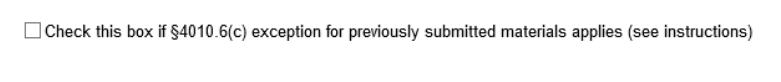 Check this box if §4010.6(c) exception for previously submitted materials applies (see instructions)